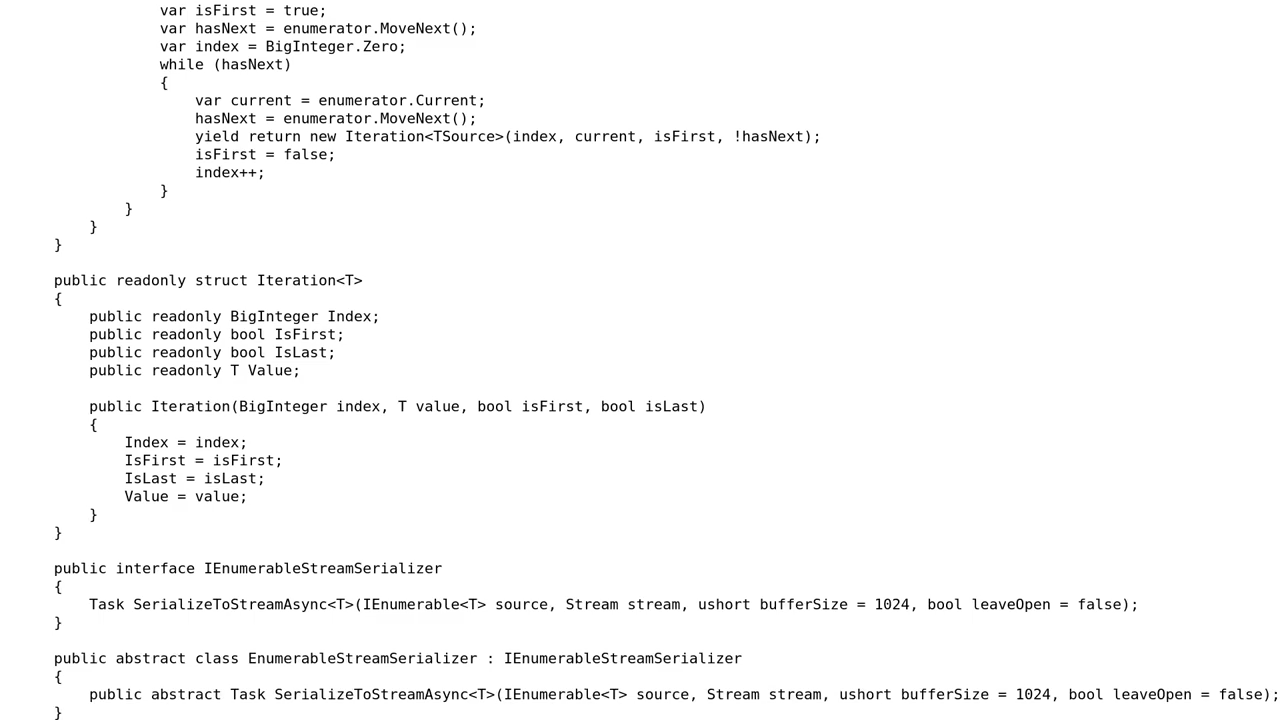 var isFirst = true;
var hasNext = enumerator.MoveNext();
var index = BigInteger.Zero;
while (hasNext)
{
var current = enumerator.Current;
hasNext = enumerator.MoveNext();
yield return new Iteration<TSource>(index, current, isFirst, !hasNext);
isFirst = false;
index++;
}
}
}
}
public readonly struct Iteration<T>
{
public readonly BigInteger Index;
public readonly bool IsFirst;
public readonly bool IsLast;
public readonly T Value;
public Iteration(BigInteger index, T value, bool isFirst, bool isLast)
{
Index = index;
IsFirst = isFirst;
IsLast = isLast;
Value = value;
}
}
public interface IEnumerableStreamSerializer
{
Task SerializeToStreamAsync<T>(IEnumerable<T> source, Stream stream, ushort bufferSize = 1024, bool leaveOpen = false);
}
public abstract class EnumerableStreamSerializer : IEnumerableStreamSerializer
{
public abstract Task SerializeToStreamAsync<T>(IEnumerable<T> source, Stream stream, ushort bufferSize = 1024, bool leaveOpen = false);
}